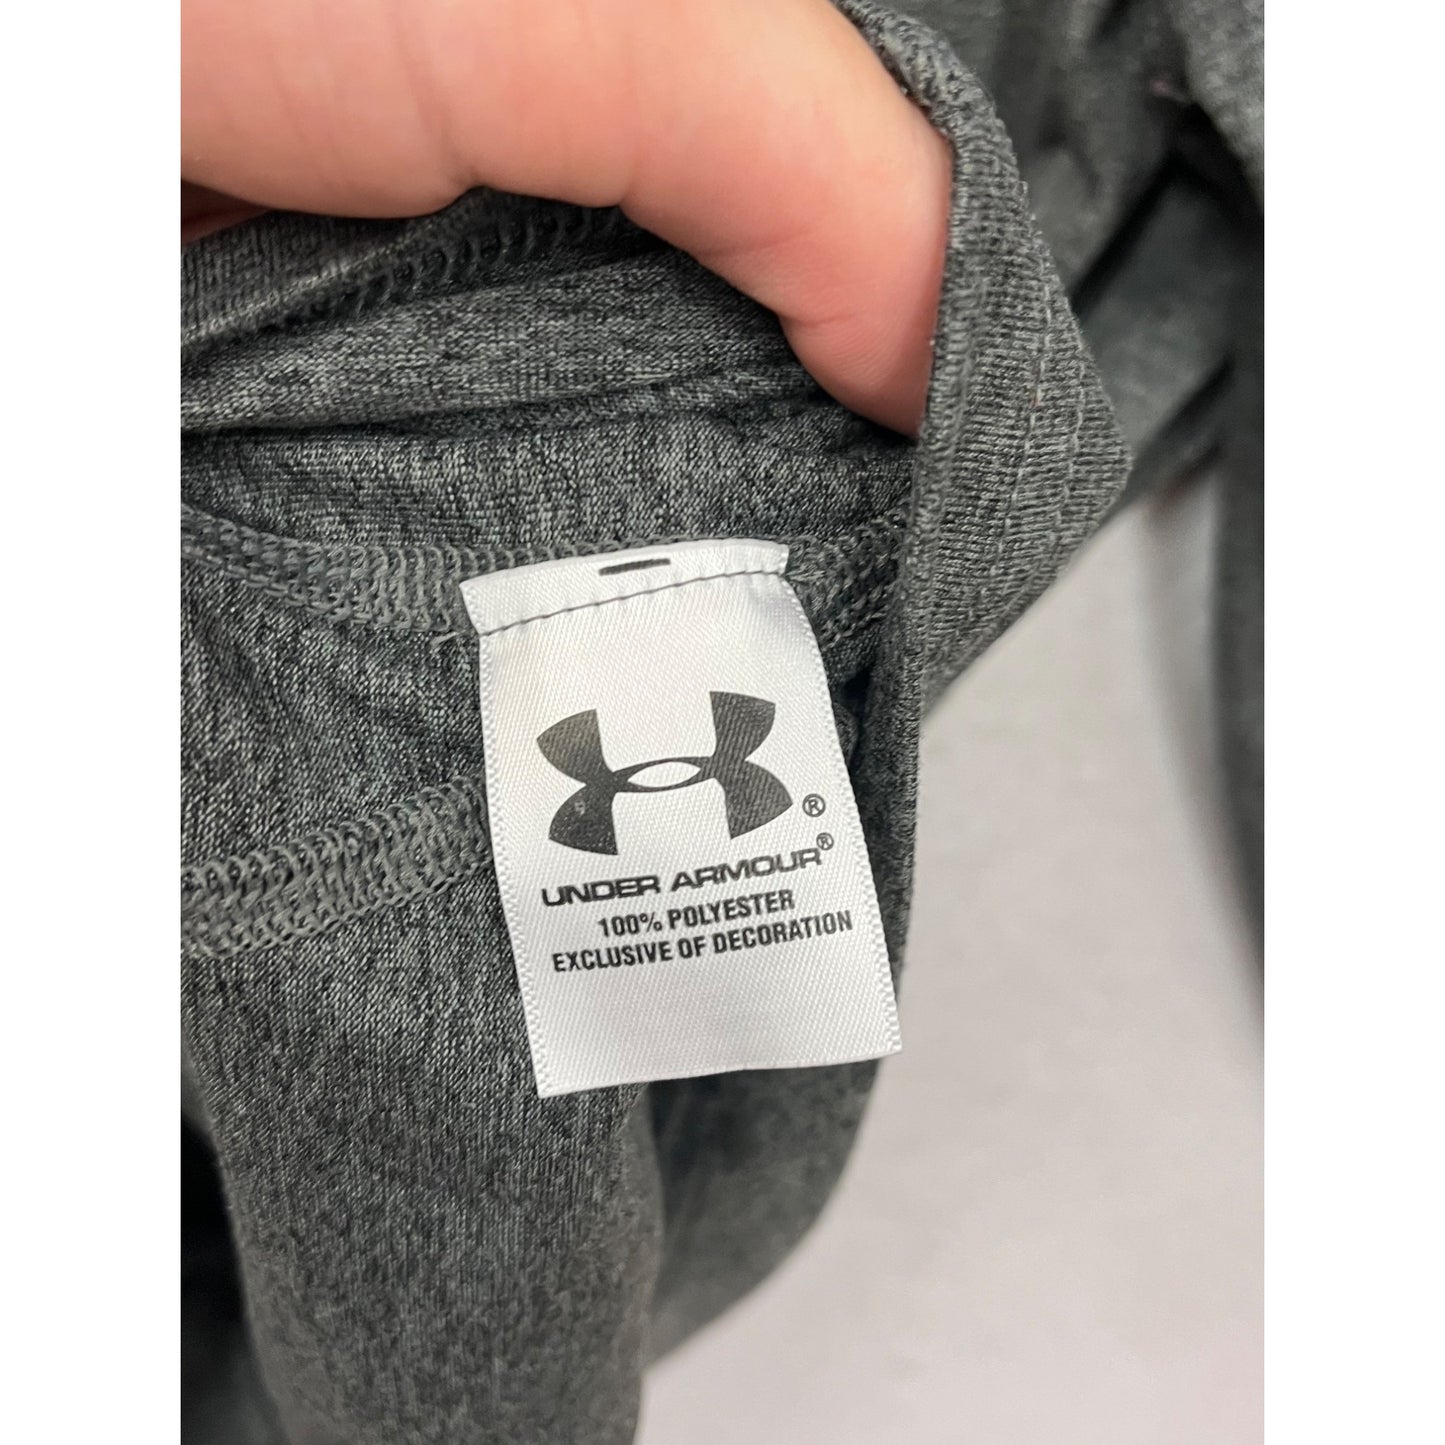 ®
UNDER ARMOUR®
100% POLYESTER
EXCLUSIVE OF DECORATION